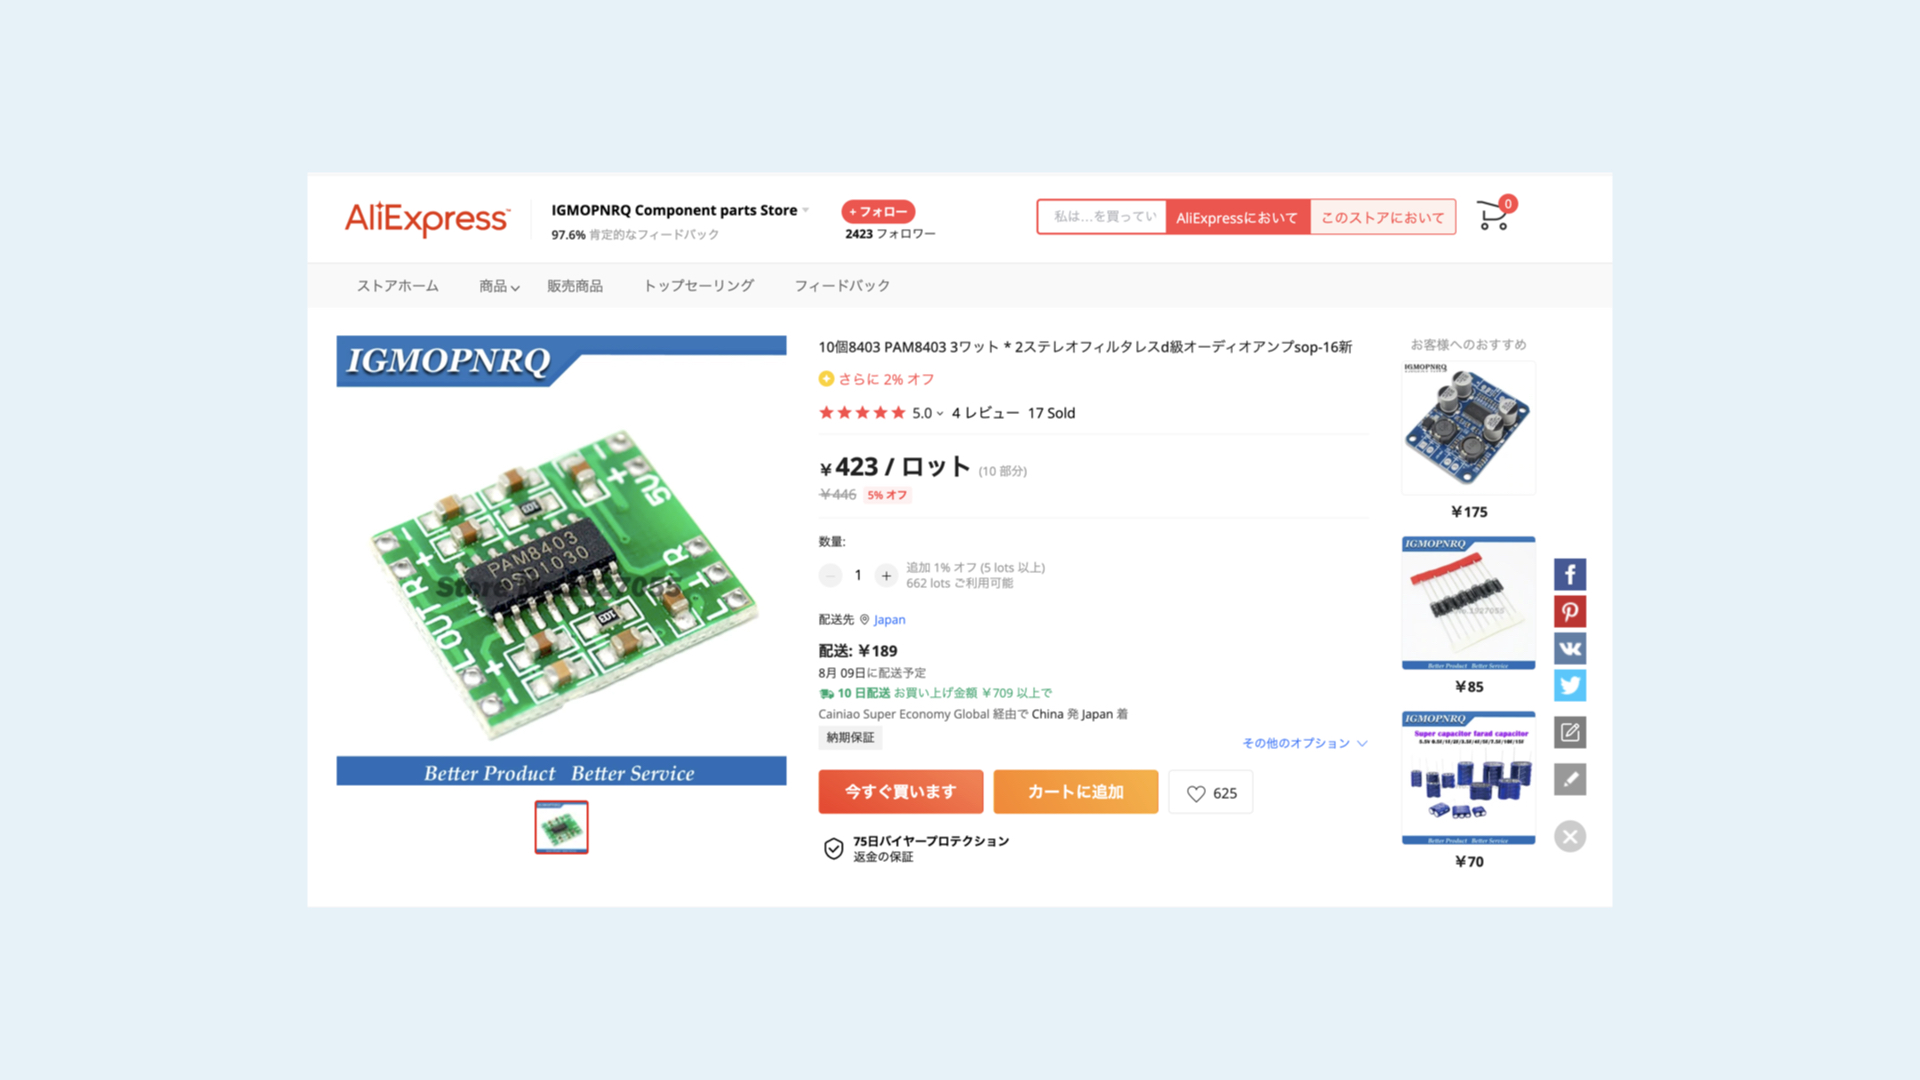 AliExpress™
IGMOPNRQ Component parts Store
97.6% 肯定的なフィードバック
+ フォロー
2423 フォロワー
私は...を買ってい
AliExpressにおいて
このストアにおいて
0
ストアホーム
商品
販売商品
トップセーリング
フィードバック
IGMOPNRQ
PAM8403
OSD1030
5V
L OUT R
L R
Better Product Better Service
10個8403 PAM8403 3ワット * 2ステレオフィルタレスd級オーディオアンプsop-16新
さらに 2% オフ
5.0
4 レビュー
17 Sold
¥423 / ロット (10 部分)
¥446
5% オフ
数量:
1
追加 1% オフ (5 lots 以上)
662 lots ご利用可能
配送先
Japan
配送: ¥189
8月 09日に配送予定
10 日配送 お買い上げ金額 ¥709 以上で
Cainiao Super Economy Global 経由で China 発 Japan 着
納期保証
その他のオプション
今すぐ買います
カートに追加
625
75日バイヤープロテクション
返金の保証
お客様へのおすすめ
IGMOPNRQ
¥175
IGMOPNRQ
Better Product Better Service
¥85
IGMOPNRQ
Super capacitor farad capacitor
Better Product Better Service
¥70